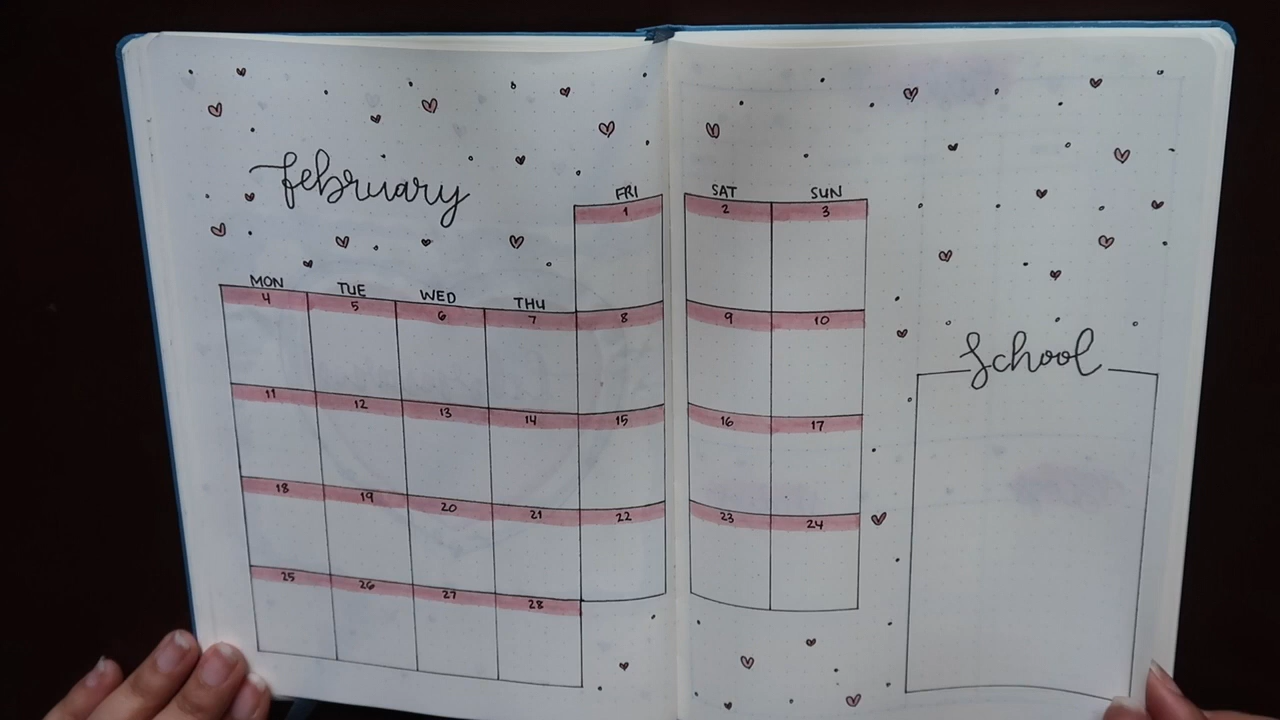 february
FRI SAT SUN
1 2 3
MON TUE WED THU
4 5 6 7 8 9 10
11 12 13 14 15 16 17
18 19 20 21 22 23 24
25 26 27 28
School